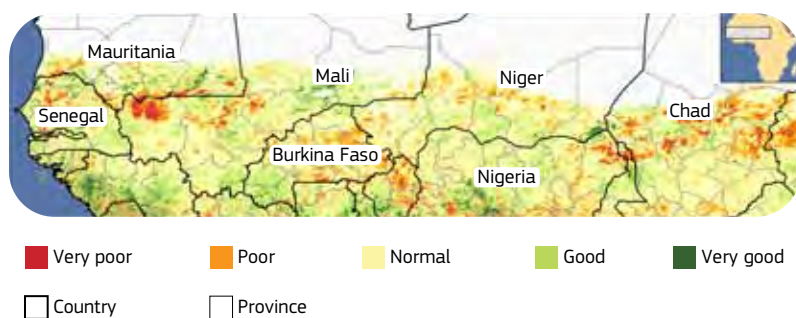 Mauritania
Mali
Niger
Chad
Senegal
Burkina Faso
Nigeria
Very poor
Poor
Normal
Good
Very good
Country
Province